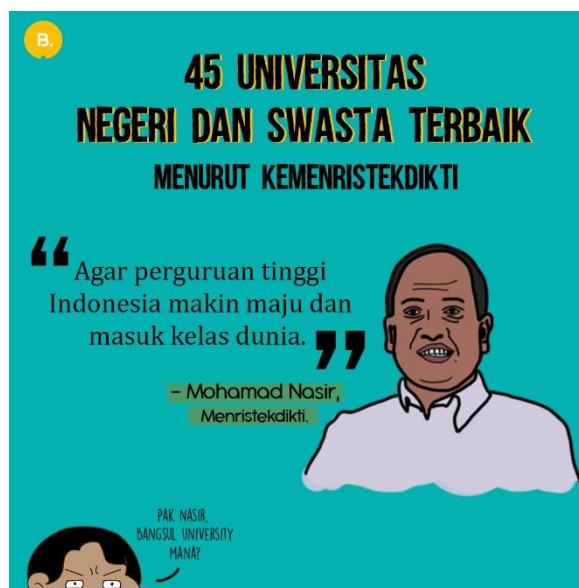 B.
45 UNIVERSITAS
NEGERI DAN SWASTA TERBAIK
MENURUT KEMENRISTEKDIKTI
“ Agar perguruan tinggi
Indonesia makin maju dan
masuk kelas dunia. ”
– Mohamad Nasir,
Menristekdikti.
PAK NASIR,
BANGSUL UNIVERSITY
MANA?